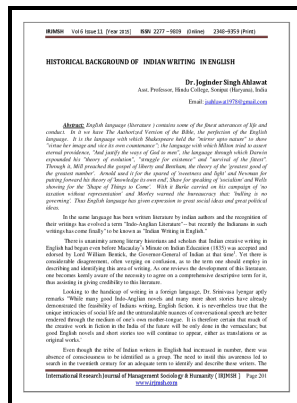 IRJMSH Vol 6 Issue 11 [Year 2015] ISSN 2277 – 9809 (Online) 2348–9359 (Print)
HISTORICAL BACKGROUND OF INDIAN WRITING IN ENGLISH
Dr. Joginder Singh Ahlawat
Asst. Professor, Hindu College, Sonipat (Haryana), India
Email: jsahlawat1978@gmail.com
Abstract: English language (literature) contains some of the finest utterances of life and
conduct. In it we have The Authorized Version of the Bible, the perfection of the English
language. It is the language with which Shakespeare held the "mirror upto nature" to show
"virtue her image and vice its own countenance"; the language with which Milton tried to assert
eternal providence, "And justify the ways of God to men", the language through which Darwin
expounded his "theory of evolution", "struggle for existence" and "survival of the fittest".
Through it, Mill preached the gospel of liberty and Bentham, the theory of the 'greatest good of
the greatest number'. Arnold used it for the spread of "sweetness and light" and Newman for
putting forward his theory of 'knowledge its own end', Shaw for speaking of 'socialism' and Wells
showing for the 'Shape of Things to Come'. With it Burke carried on his campaign of 'no
taxation without representation' and Morley warned the bureaucracy that: 'bulling is no
governing'. Thus English language has given expression to great social ideas and great political
ideas.
In the same language has been written literature by indian authors and the recognition of
their writings has evolved a term "Indo-Anglian Literature"-- recently the Indianans in such
writings has come finally" to be known as "Indian Writing in English."
There is unanimity among literary historians and scholars that Indian creative writing in
English had begun even before Macaulay's Minute on Indian Education (1835) was accepted and
endorsed by Lord William Bentick, the Governor-General of India at that time'. Yet there is
considerable disagreement, often verging on confusion, as to the term one should employ in
describing and identifying this area of writing. As one reviews the development of this literature,
one becomes keenly aware of the necessity to agree on a comprehensive descriptive term for it,
thus assisting in giving credibility to this literature.
Looking to the handicap of writing in a foreign language, Dr. Srinivasa Iyengar aptly
remarks "While many good Indo-Anglian novels and many more short stories have already
demonstrated the feasibility of Indians writing English fiction, it is nevertheless true that the
unique intricacies of social life and the untranslatable nuances of conversational speech are better
rendered through the medium of one's own mother-tongue. It is therefore certain that much of
the creative work in fiction in the India of the future will be only done in the vernaculars; but
good English novels and short stories too will continue to appear, either as translations or as
original works.'
Even though the tribe of Indian writers in English had increased in number, there was
absence of consciousness to be identified as a group. The need to instil this awareness led to
search in the twentieth century for an adequate term to identify and describe these writers. The
International Research Journal of Management Sociology & Humanity ( IRJMSH ) Page 201
www.irjmsh.com